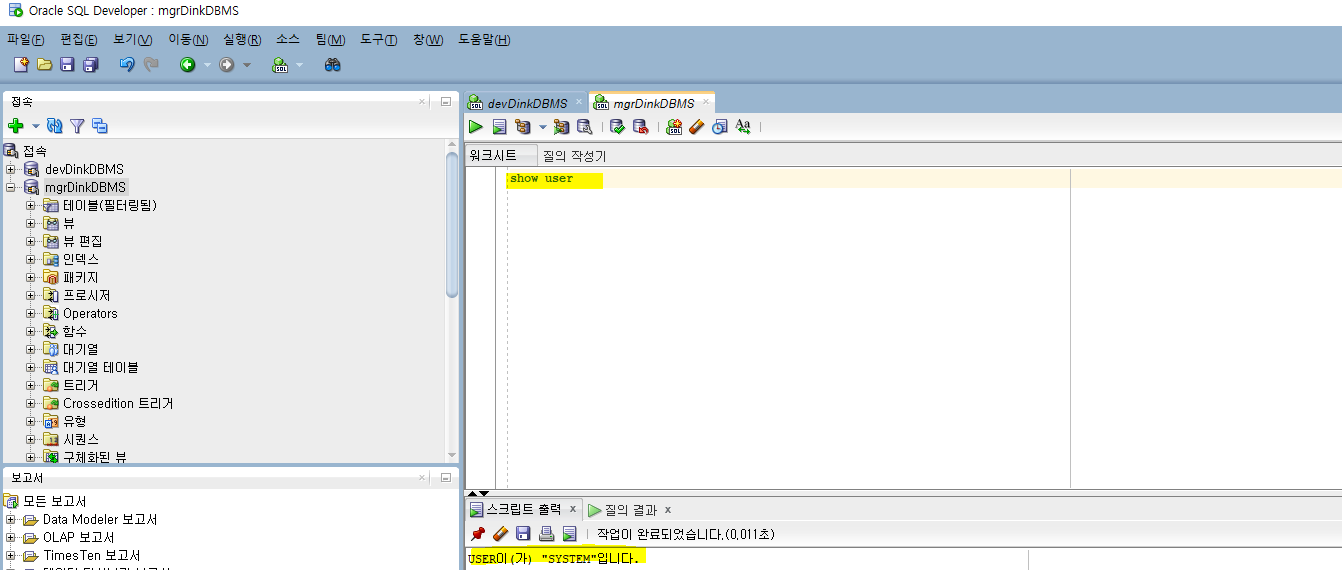 Oracle SQL Developer : mgrDinkDBMS
파일(F) 편집(E) 보기(V) 이동(N) 실행(R) 소스 팀(M) 도구(T) 창(W) 도움말(H)
접속
접속
devDinkDBMS
mgrDinkDBMS
테이블(필터링됨)
뷰
뷰 편집
인덱스
패키지
프로시저
Operators
함수
대기열
대기열 테이블
트리거
Crossedition 트리거
유형
시퀀스
구체화된 뷰
보고서
모든 보고서
Data Modeler 보고서
OLAP 보고서
TimesTen 보고서
devDinkDBMS mgrDinkDBMS
워크시트 질의 작성기
show user
스크립트 출력 질의 결과
작업이 완료되었습니다.(0.011초)
USER이(가) "SYSTEM"입니다.